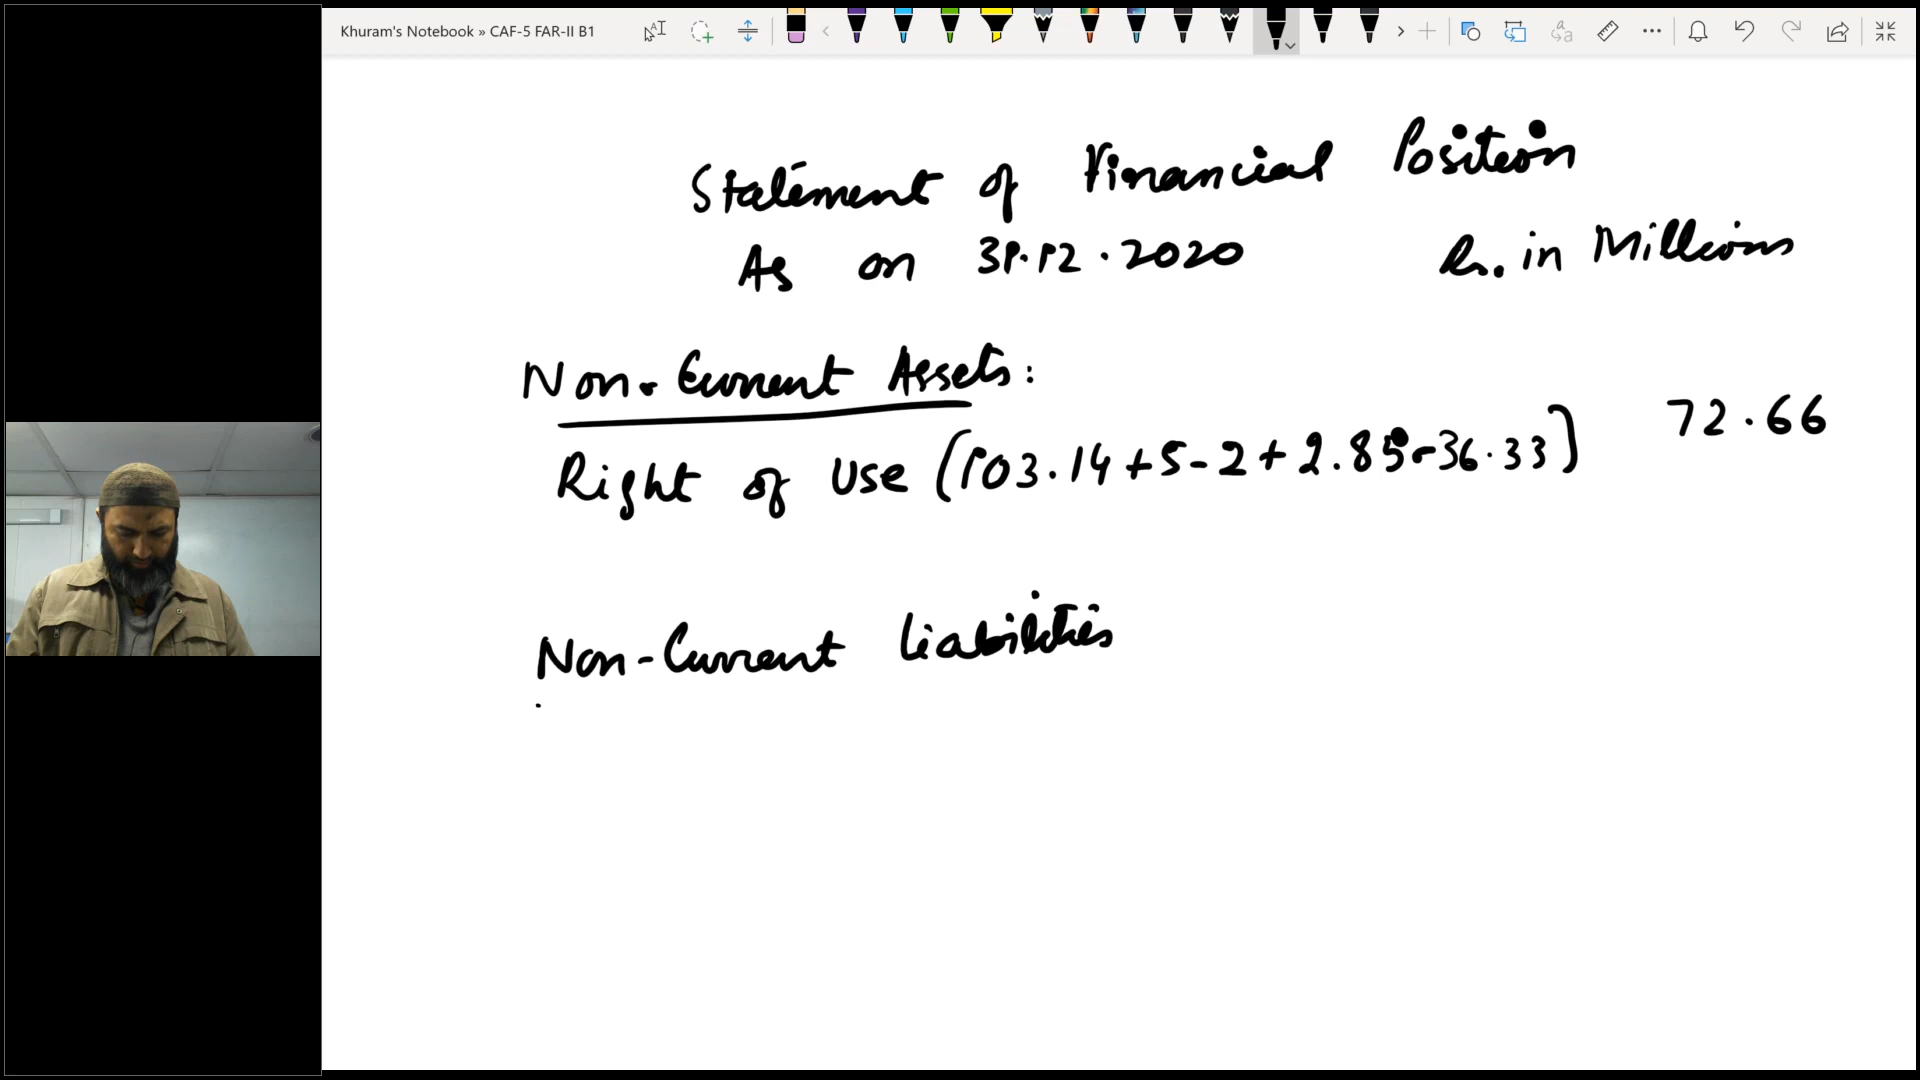 Khuram's Notebook » CAF-5 FAR-II B1
Statement of Financial Position
As on 31.12.2020 Rs. in Millions
Non-Current Assets:
Right of Use (103.14+5-2+2.85-36.33) 72.66
Non-Current Liabilities